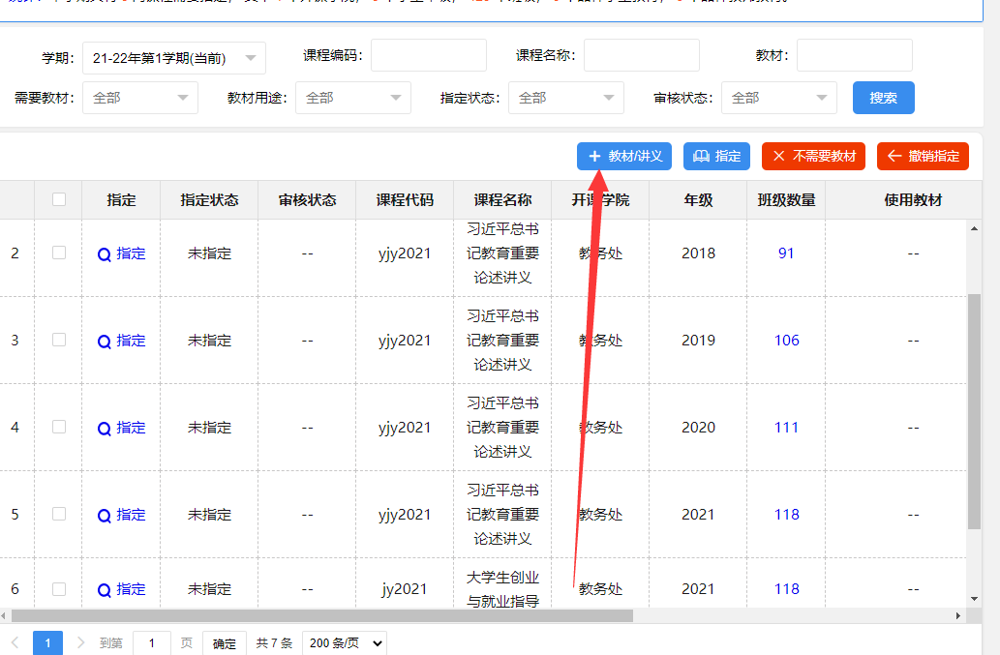 学期: 21-22年第1学期(当前) 课程编码: 课程名称: 教材:
需要教材: 全部 教材用途: 全部 指定状态: 全部 审核状态: 全部 搜索
教材/讲义 指定 不需要教材 撤销指定
指定 指定状态 审核状态 课程代码 课程名称 开课学院 年级 班级数量 使用教材
习近平总书
2 指定 未指定 -- yjy2021 记教育重要 教务处 2018 91 --
论述讲义
习近平总书
3 指定 未指定 -- yjy2021 记教育重要 教务处 2019 106 --
论述讲义
习近平总书
4 指定 未指定 -- yjy2021 记教育重要 教务处 2020 111 --
论述讲义
习近平总书
5 指定 未指定 -- yjy2021 记教育重要 教务处 2021 118 --
论述讲义
大学生创业
6 指定 未指定 -- jy2021 教务处 2021 118 --
与就业指导
1 到第 1 页 确定 共 7 条 200 条/页